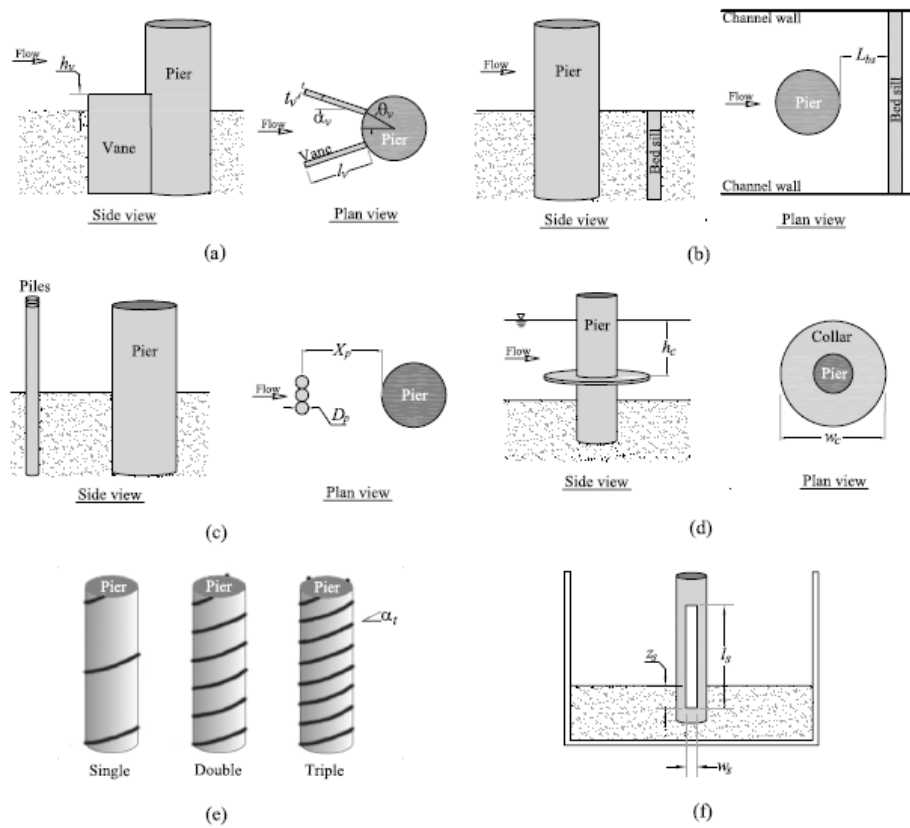 Flow
h_v
Pier
Vane
Side view
t_v
α_v
θ_v
Flow
Pier
Vane
l_v
Plan view
(a)
Flow
Pier
Bed sill
Side view
Channel wall
L_bs
Flow
Pier
Bed sill
Channel wall
Plan view
(b)
Piles
Pier
Side view
X_p
Flow
Pier
D_p
Plan view
(c)
Pier
h_c
Flow
Side view
Collar
Pier
w_c
Plan view
(d)
Pier
Pier
Pier
α_t
Single
Double
Triple
(e)
z_s
l_s
w_s
(f)